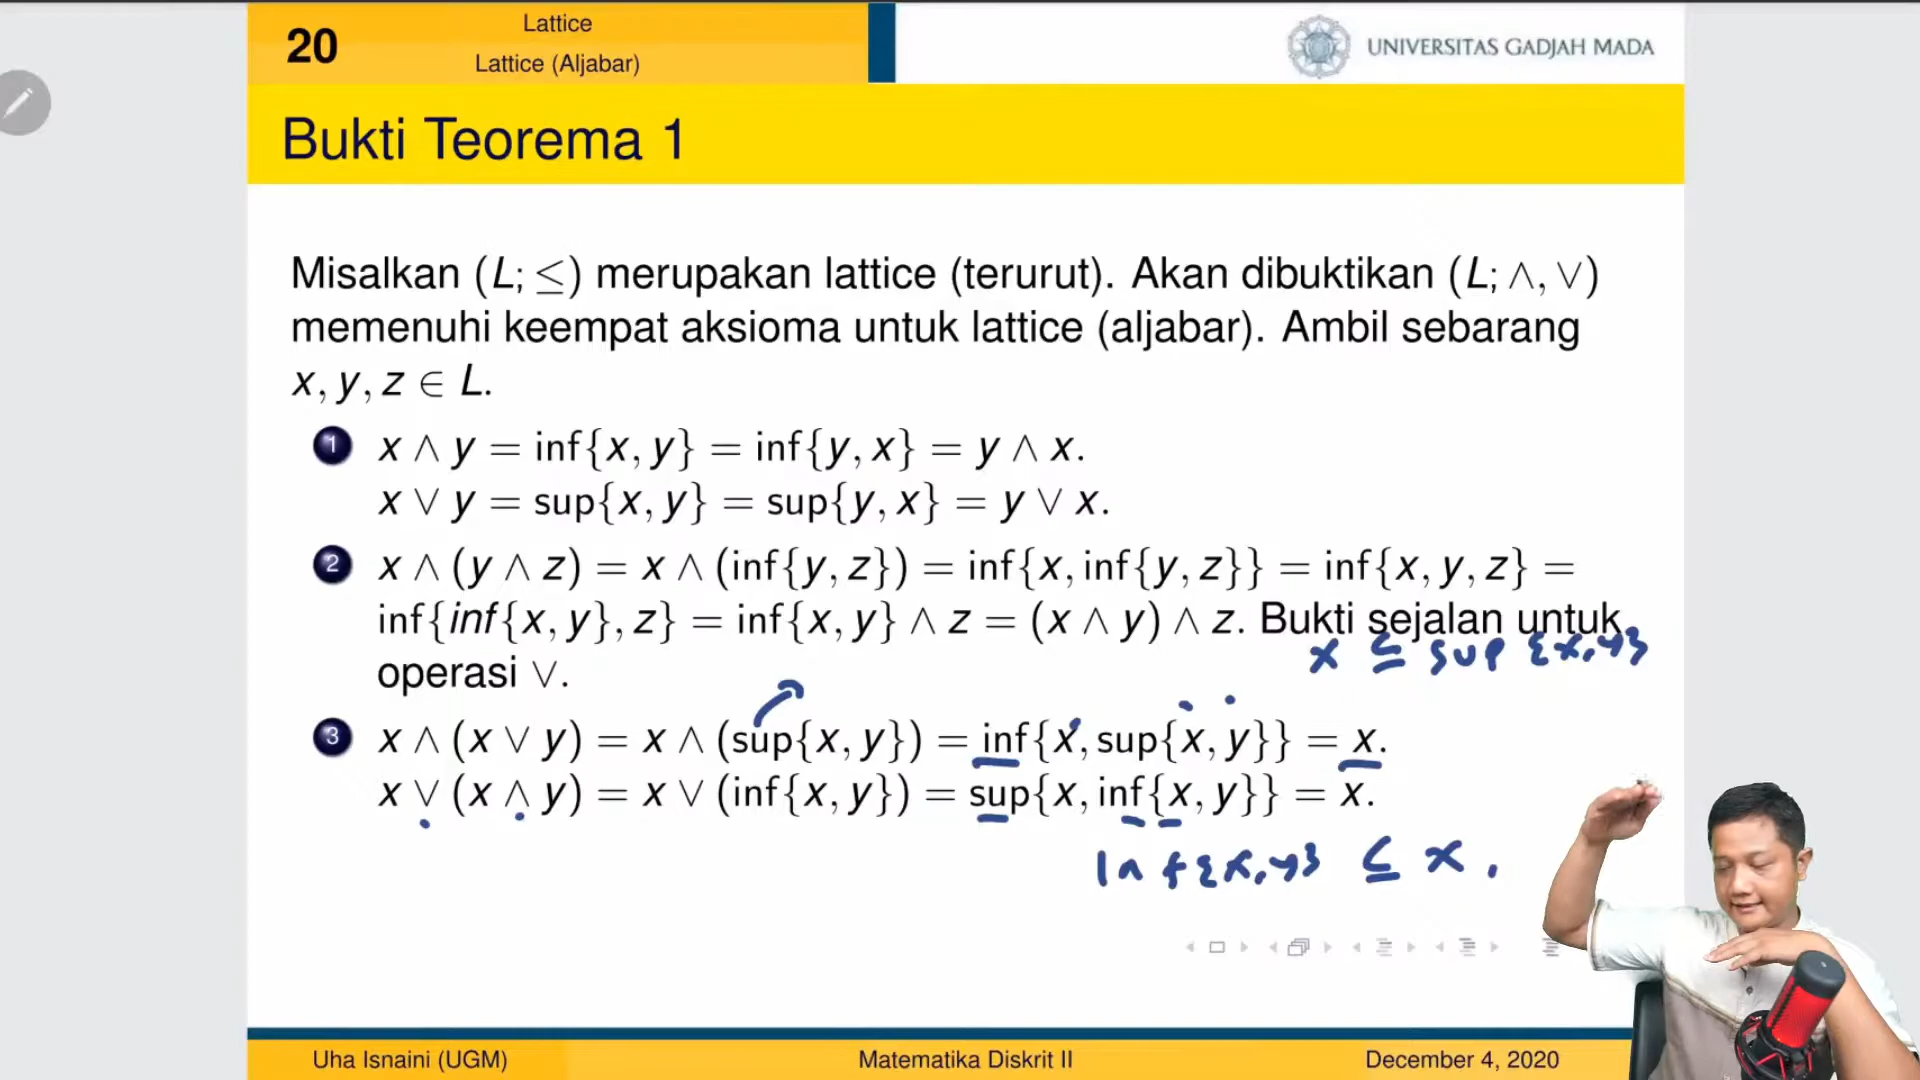 20
Lattice
Lattice (Aljabar)
UNIVERSITAS GADJAH MADA
Bukti Teorema 1
Misalkan (L; ≤) merupakan lattice (terurut). Akan dibuktikan (L; ∧, ∨)
memenuhi keempat aksioma untuk lattice (aljabar). Ambil sebarang
x, y, z ∈ L.
1 x ∧ y = inf{x, y} = inf{y, x} = y ∧ x.
x ∨ y = sup{x, y} = sup{y, x} = y ∨ x.
2 x ∧ (y ∧ z) = x ∧ (inf{y, z}) = inf{x, inf{y, z}} = inf{x, y, z} =
inf{inf{x, y}, z} = inf{x, y} ∧ z = (x ∧ y) ∧ z. Bukti sejalan untuk
operasi ∨.
x ≤ sup {x, y}
3 x ∧ (x ∨ y) = x ∧ (sup{x, y}) = inf{x, sup{x, y}} = x.
x ∨ (x ∧ y) = x ∨ (inf{x, y}) = sup{x, inf{x, y}} = x.
inf{x, y} ≤ x,
Uha Isnaini (UGM)
Matematika Diskrit II
December 4, 2020